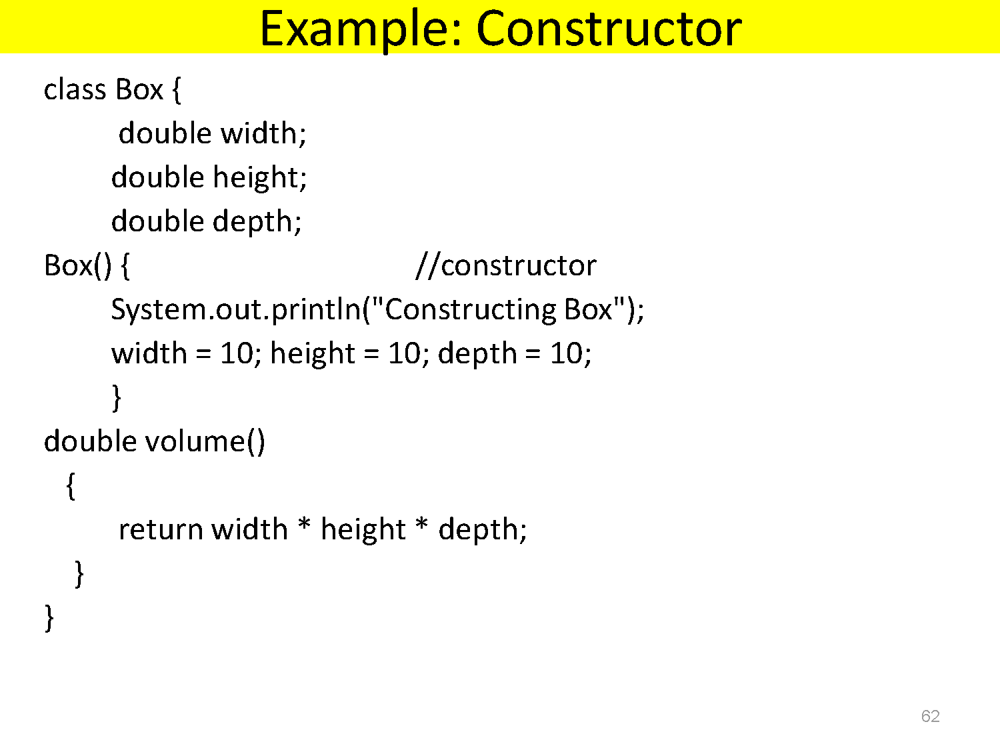 Example: Constructor
class Box {
double width;
double height;
double depth;
Box() { //constructor
System.out.println("Constructing Box");
width = 10; height = 10; depth = 10;
}
double volume()
{
return width * height * depth;
}
}
62